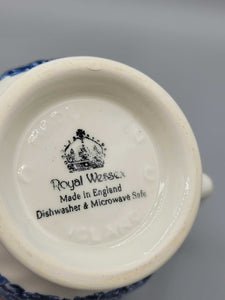 Royal Wessex
Made in England
Dishwasher & Microwave Safe